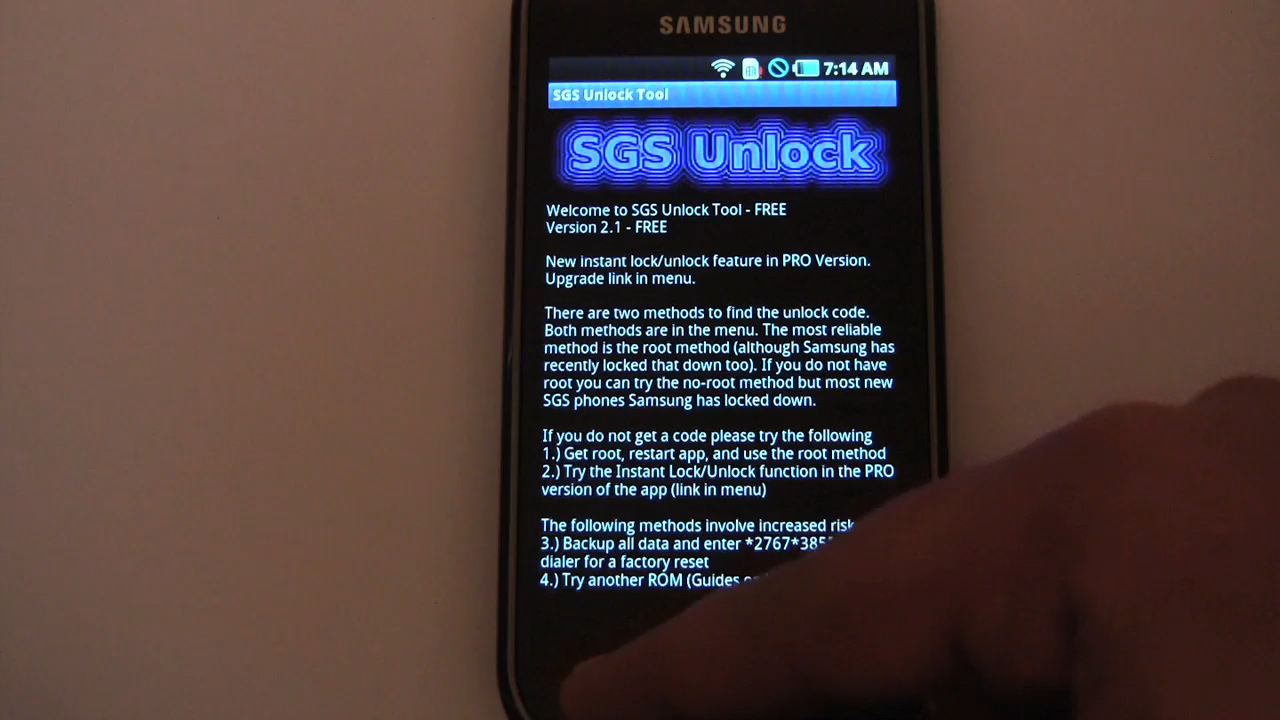 SAMSUNG
7:14 AM
SGS Unlock Tool
SGS Unlock
Welcome to SGS Unlock Tool - FREE
Version 2.1 - FREE
New instant lock/unlock feature in PRO Version.
Upgrade link in menu.
There are two methods to find the unlock code.
Both methods are in the menu. The most reliable
method is the root method (although Samsung has
recently locked that down too). If you do not have
root you can try the no-root method but most new
SGS phones Samsung has locked down.
If you do not get a code please try the following
1.) Get root, restart app, and use the root method
2.) Try the Instant Lock/Unlock function in the PRO
version of the app (link in menu)
The following methods involve increased risk
3.) Backup all data and enter
dialer for a factory reset
4.) Try another ROM (Guides